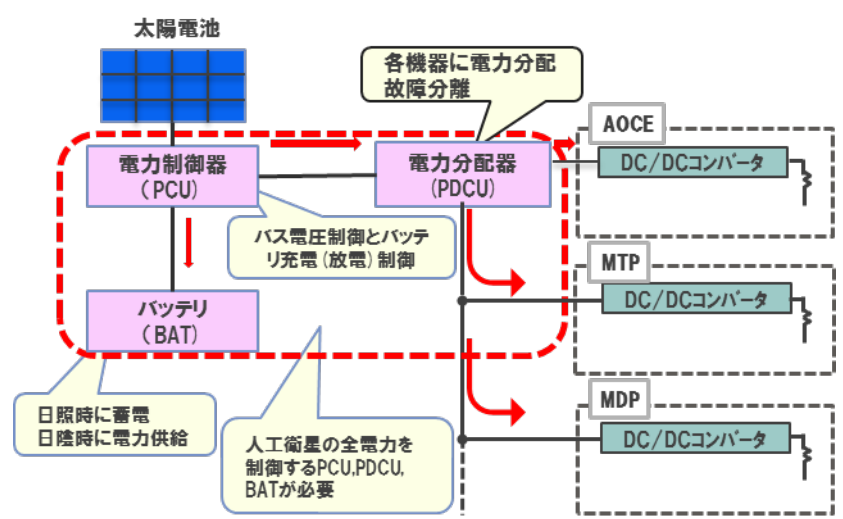 太陽電池
各機器に電力分配
故障分離
AOCE
電力制御器
(PCU)
電力分配器
(PDCU)
DC/DCコンバータ
バス電圧制御とバッテ
リ充電(放電)制御
MTP
DC/DCコンバータ
バッテリ
(BAT)
日照時に蓄電
日陰時に電力供給
人工衛星の全電力を
制御するPCU,PDCU,
BATが必要
MDP
DC/DCコンバータ